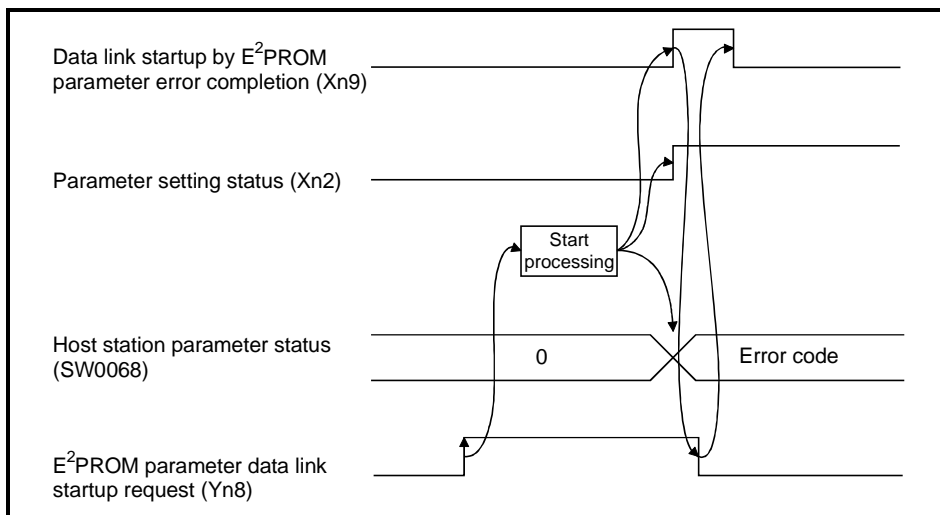 Data link startup by E²PROM
parameter error completion (Xn9)
Parameter setting status (Xn2)
Start
processing
Host station parameter status
(SW0068)
0
Error code
E²PROM parameter data link
startup request (Yn8)